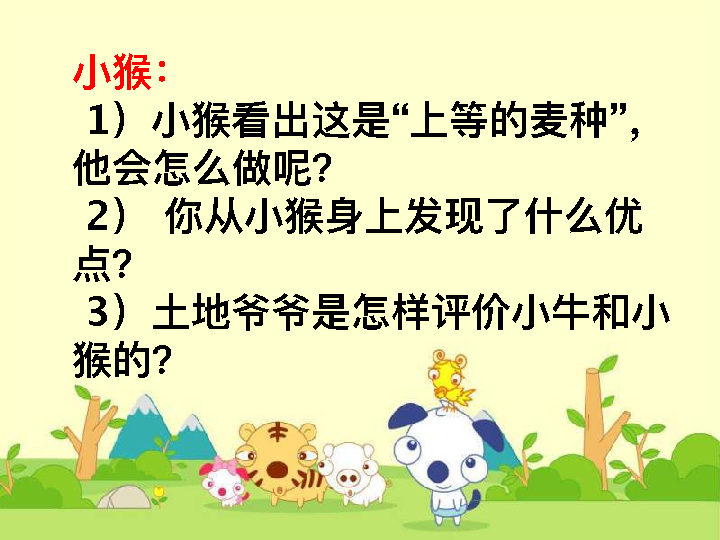 小猴：
1）小猴看出这是“上等的麦种”，
他会怎么做呢？
2） 你从小猴身上发现了什么优
点？
3）土地爷爷是怎样评价小牛和小
猴的？